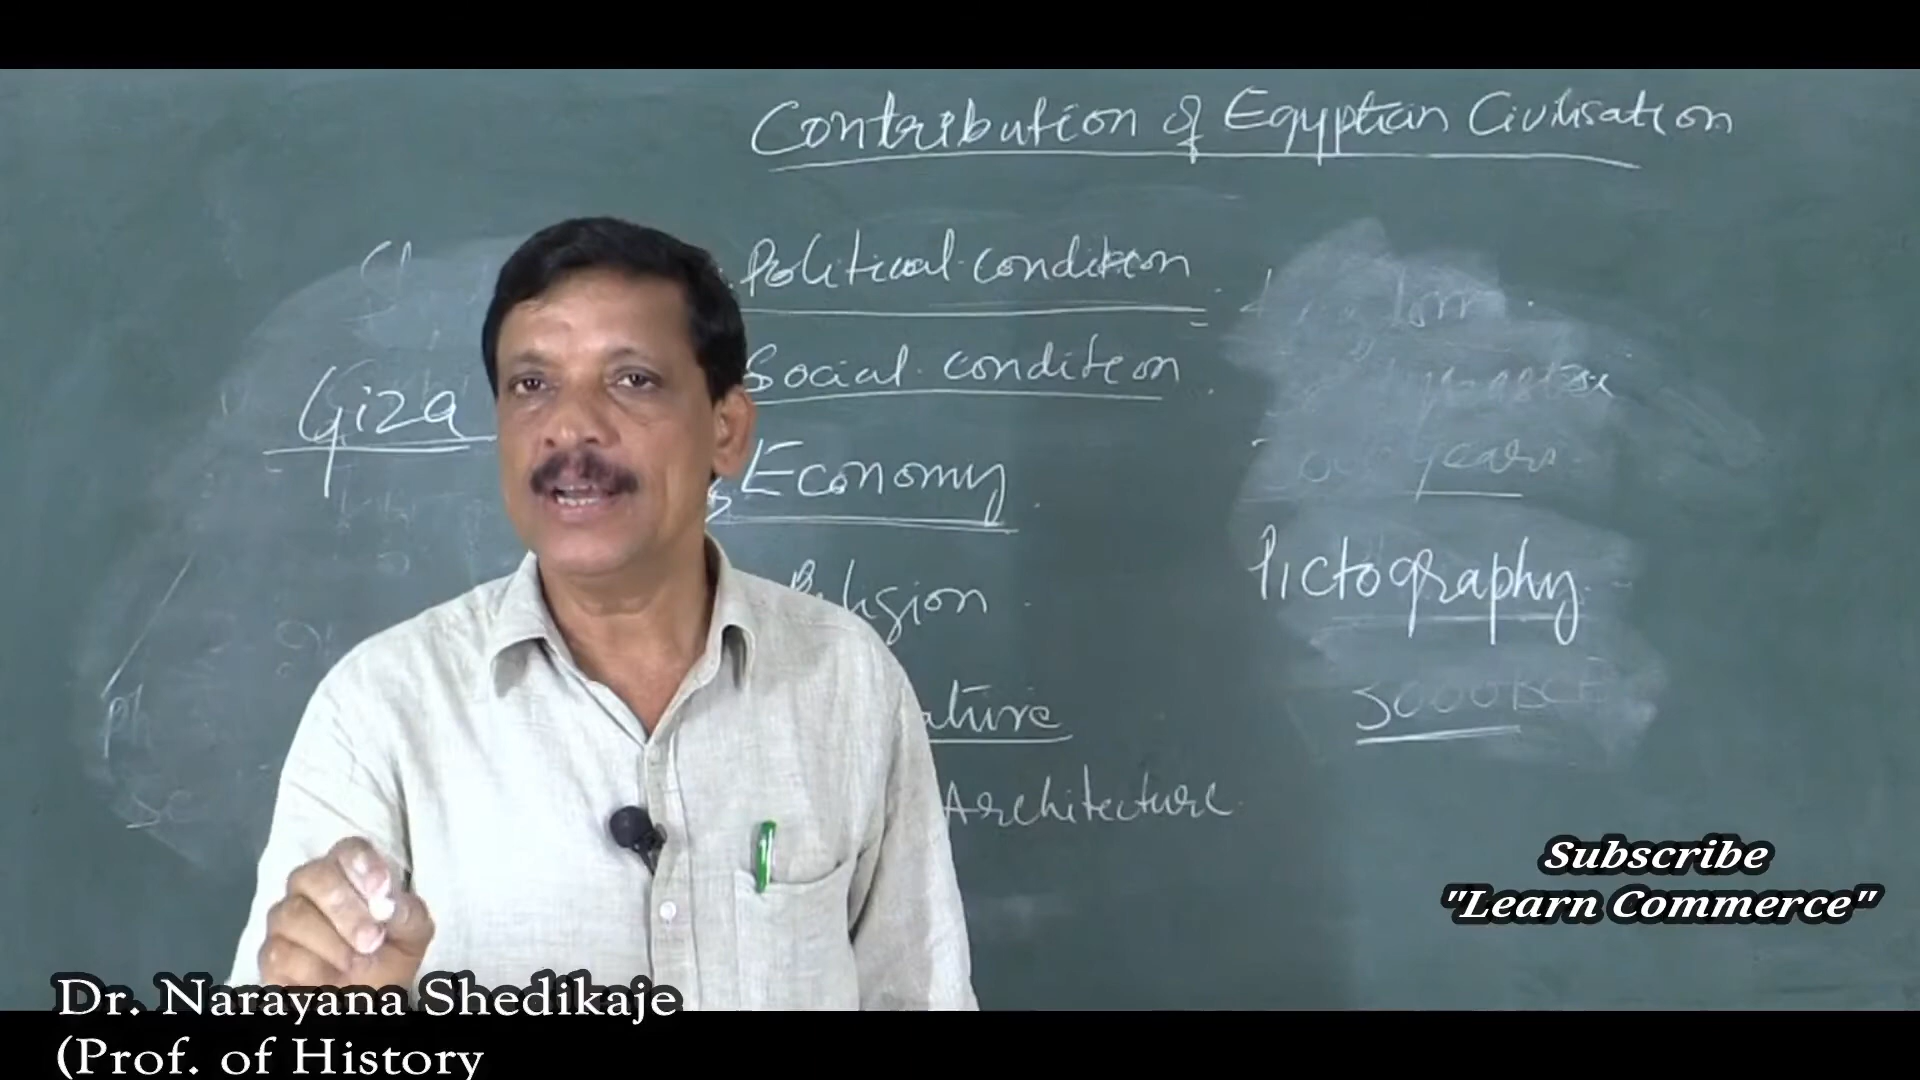 Contribution of Egyptian Civilisation
Political condition
Social condition
Giza
Economy
years
Pictography
Religion
Architecture
Subscribe
"Learn Commerce"
Dr. Narayana Shedikaje
(Prof. of History